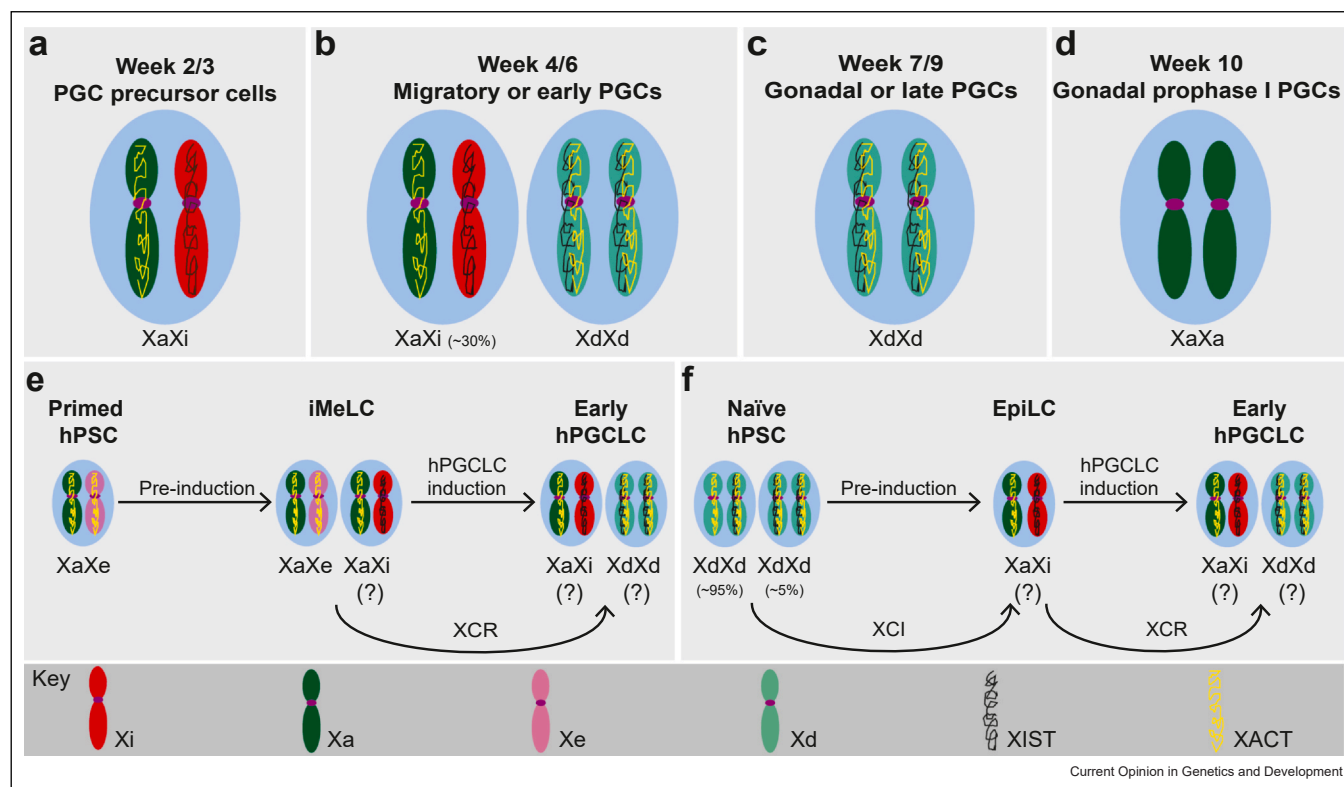 a
Week 2/3
PGC precursor cells
XaXi
b
Week 4/6
Migratory or early PGCs
XaXi (~30%)
XdXd
c
Week 7/9
Gonadal or late PGCs
XdXd
d
Week 10
Gonadal prophase I PGCs
XaXa
e
Primed
hPSC
XaXe
Pre-induction
iMeLC
XaXe
XaXi
(?)
hPGCLC
induction
Early
hPGCLC
XaXi
(?)
XdXd
(?)
XCR
f
Naïve
hPSC
XdXd
(~95%)
XdXd
(~5%)
Pre-induction
EpiLC
XaXi
(?)
hPGCLC
induction
Early
hPGCLC
XaXi
(?)
XdXd
(?)
XCI
XCR
Key
Xi
Xa
Xe
Xd
XIST
XACT
Current Opinion in Genetics and Development